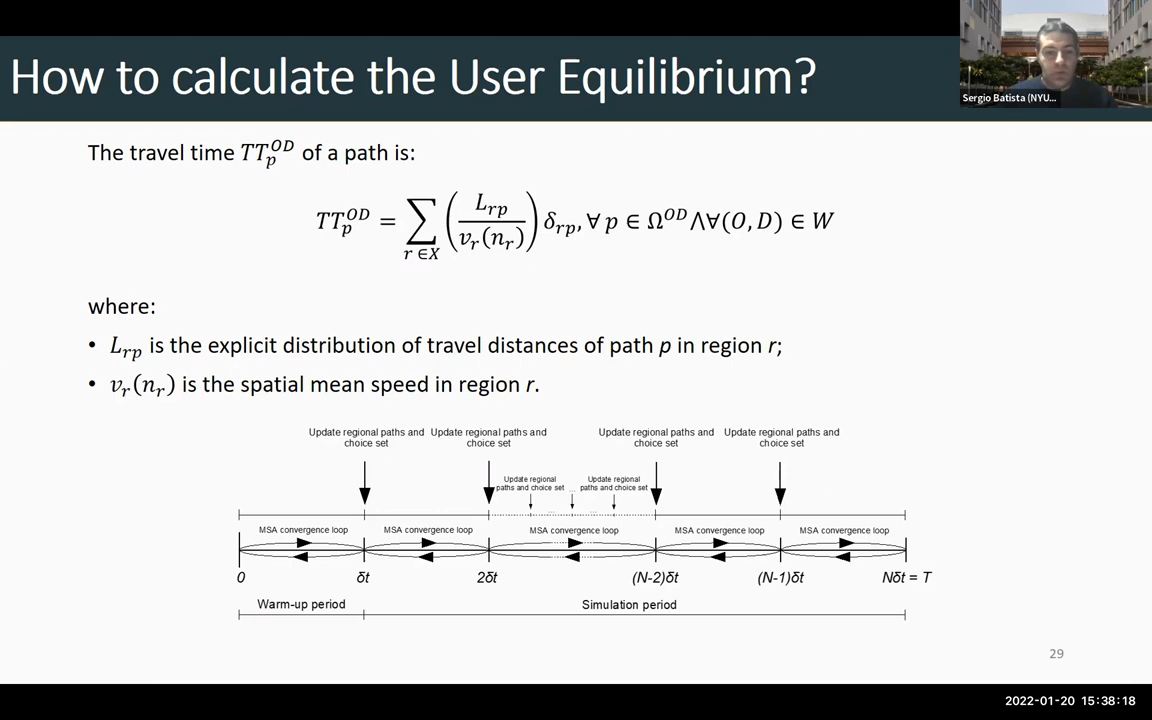 How to calculate the User Equilibrium?
Sergio Batista (NYU...
The travel time TT_p^{OD} of a path is:
TT_p^{OD} = ∑_{r ∈X} (L_{rp} / v_r(n_r)) δ_{rp}, ∀ p ∈ Ω^{OD} ⋀∀(O, D) ∈ W
where:
• L_{rp} is the explicit distribution of travel distances of path p in region r;
• v_r(n_r) is the spatial mean speed in region r.
Update regional paths and choice set
Update regional paths and choice set
Update regional paths and choice set
Update regional paths and choice set
Update regional paths and choice set
...
Update regional paths and choice set
... ...
MSA convergence loop
MSA convergence loop
MSA convergence loop
MSA convergence loop
MSA convergence loop
0 δt 2δt (N-2)δt (N-1)δt Nδt = T
Warm-up period Simulation period
29
2022-01-20 15:38:18